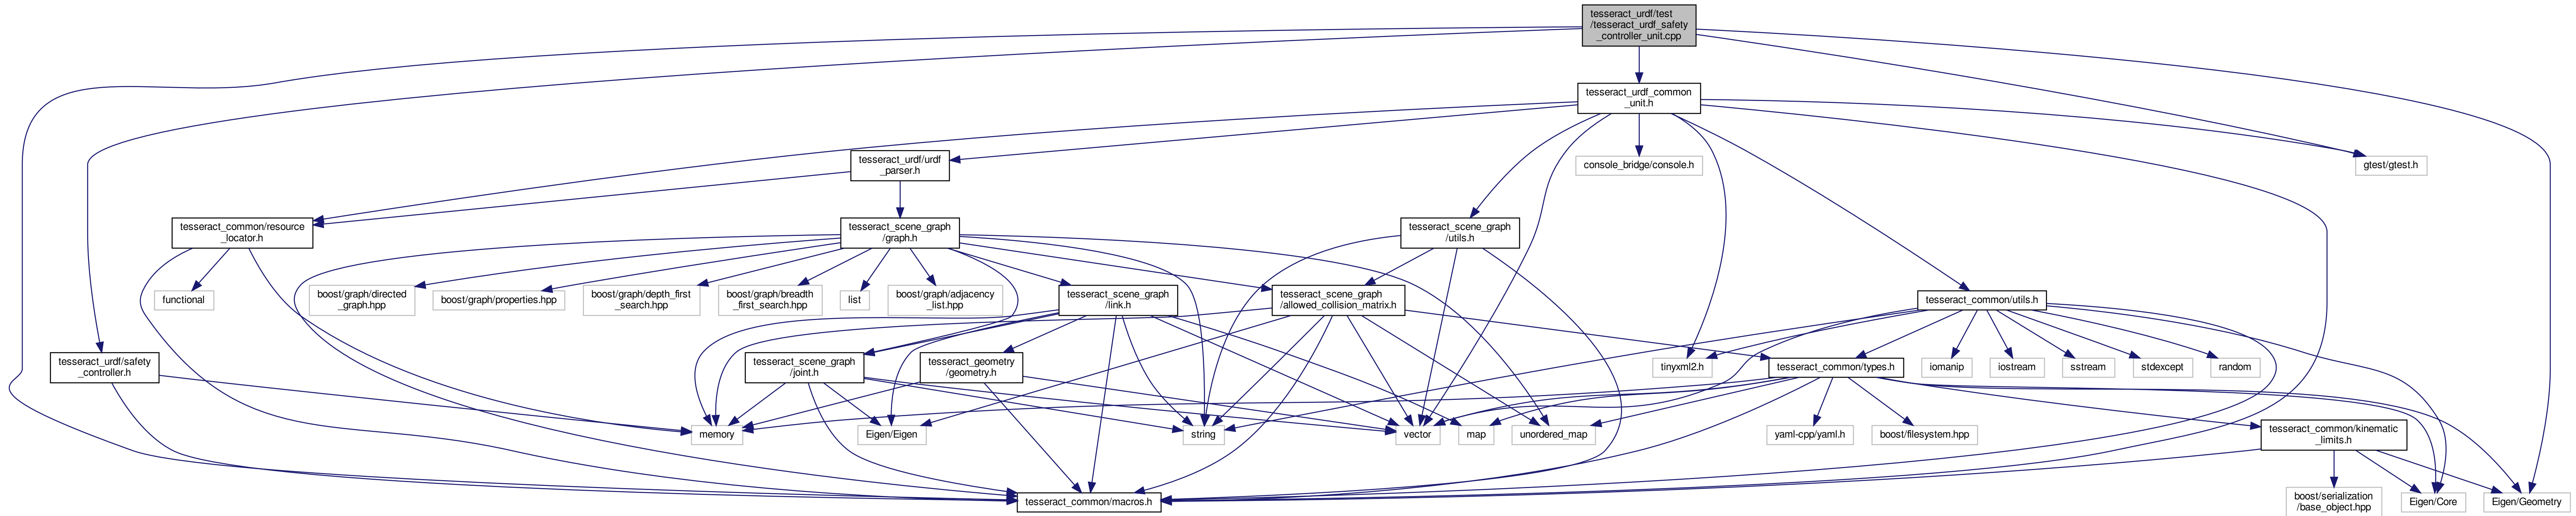 tesseract_urdf/test
/tesseract_urdf_safety
_controller_unit.cpp
tesseract_urdf_common
_unit.h
tesseract_urdf/urdf
_parser.h
console_bridge/console.h
gtest/gtest.h
tesseract_common/resource
_locator.h
tesseract_scene_graph
/graph.h
tesseract_scene_graph
/utils.h
functional
boost/graph/directed
_graph.hpp
boost/graph/properties.hpp
boost/graph/depth_first
_search.hpp
boost/graph/breadth
_first_search.hpp
list
boost/graph/adjacency
_list.hpp
tesseract_scene_graph
/link.h
tesseract_scene_graph
/allowed_collision_matrix.h
tesseract_common/utils.h
tesseract_urdf/safety
_controller.h
tesseract_scene_graph
/joint.h
tesseract_geometry
/geometry.h
tinyxml2.h
tesseract_common/types.h
iomanip
iostream
sstream
stdexcept
random
memory
Eigen/Eigen
string
vector
map
unordered_map
yaml-cpp/yaml.h
boost/filesystem.hpp
tesseract_common/kinematic
_limits.h
tesseract_common/macros.h
boost/serialization
/base_object.hpp
Eigen/Core
Eigen/Geometry